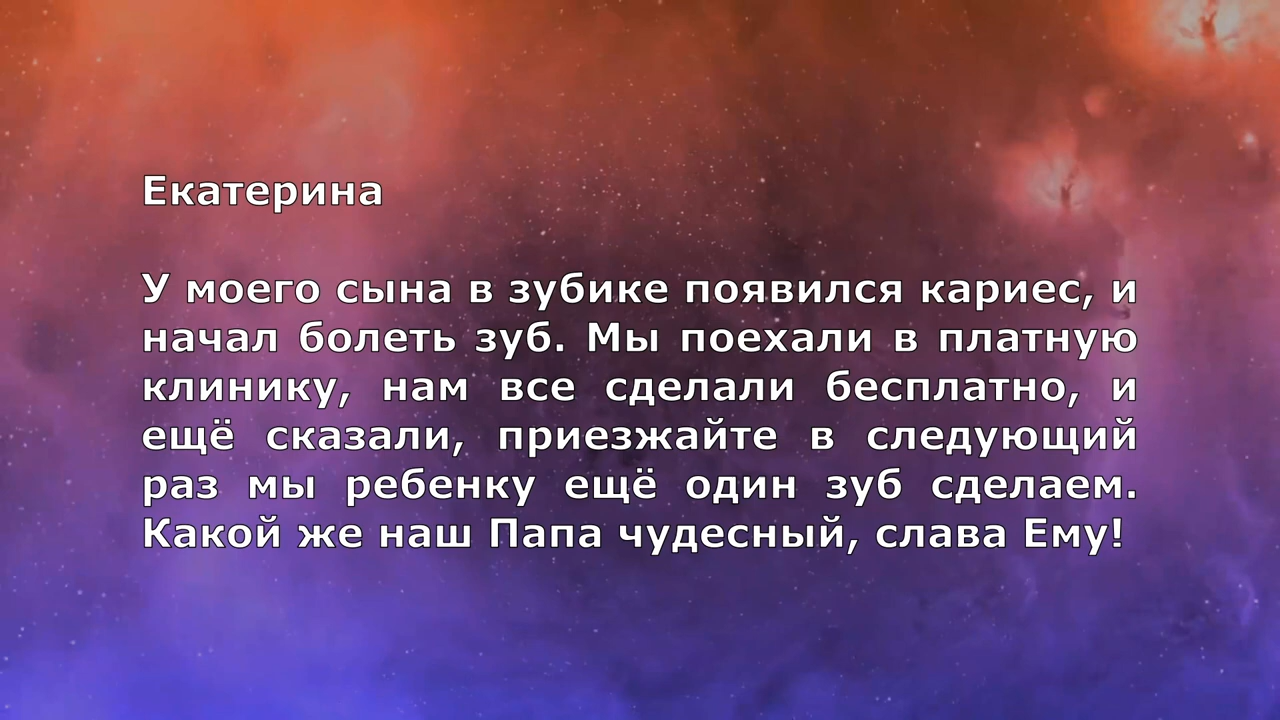 Екатерина
У моего сына в зубике появился кариес, и
начал болеть зуб. Мы поехали в платную
клинику, нам все сделали бесплатно, и
ещё сказали, приезжайте в следующий
раз мы ребенку ещё один зуб сделаем.
Какой же наш Папа чудесный, слава Ему!